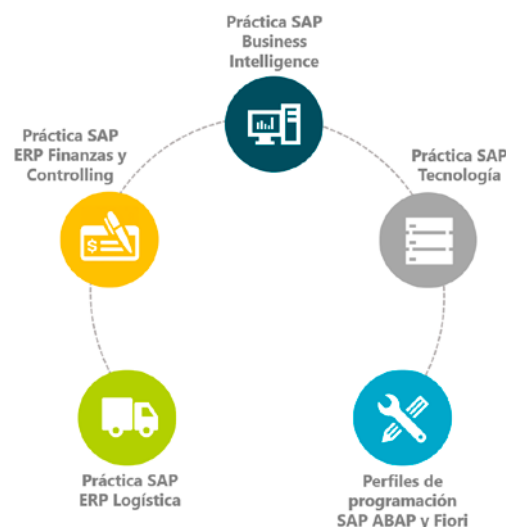 Práctica SAP
Business
Intelligence
Práctica SAP
ERP Finanzas y
Controlling
Práctica SAP
Tecnología
$
Práctica SAP
ERP Logística
Perfiles de
programación
SAP ABAP y Fiori